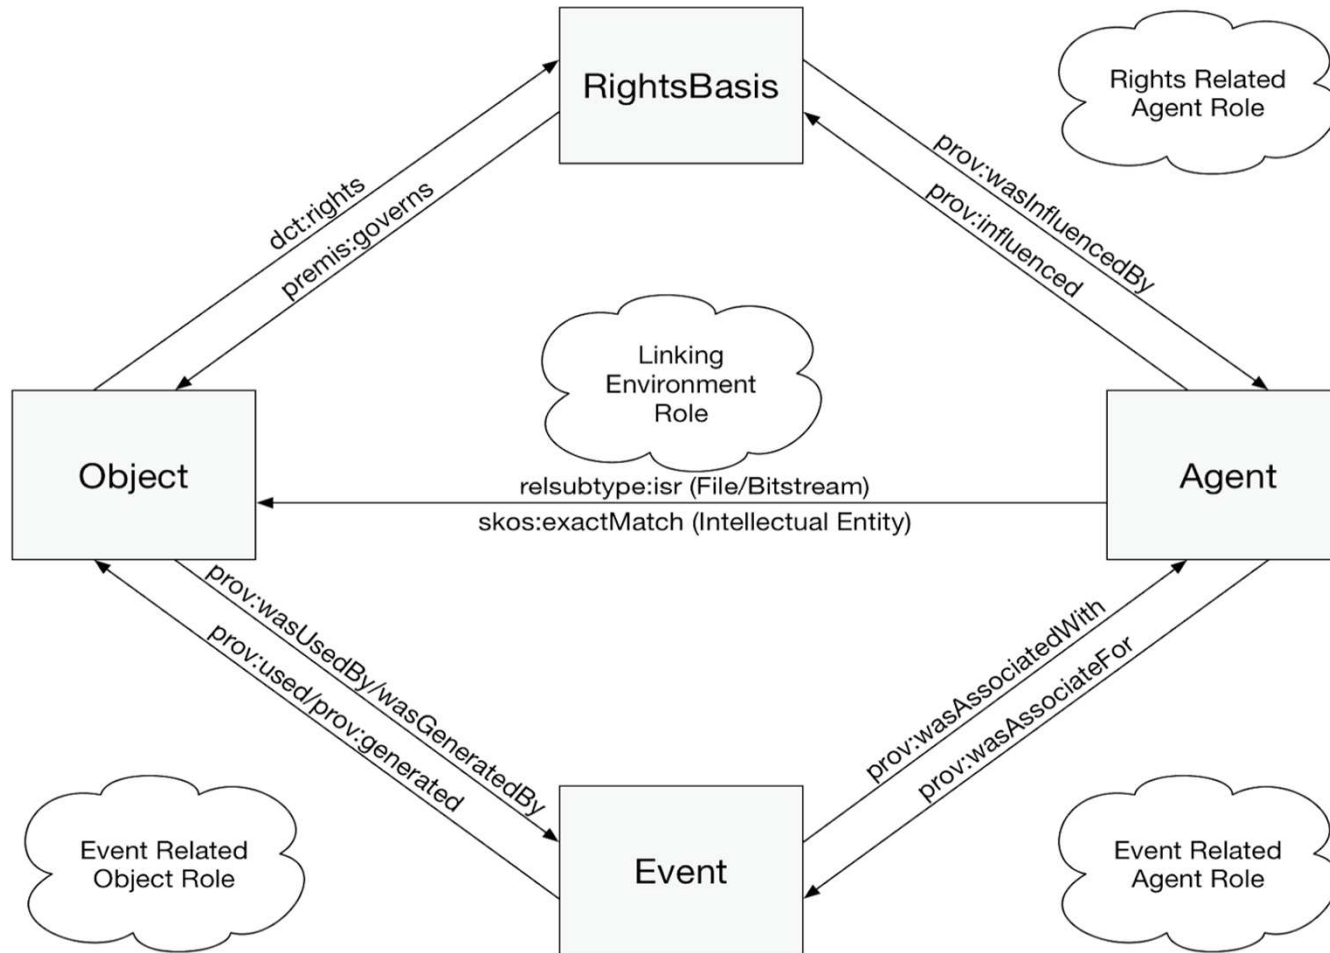 RightsBasis
Rights Related
Agent Role
dct:rights
premis:governs
prov:wasInfluencedBy
prov:influenced
Linking
Environment
Role
Object
relsubtype:isr (File/Bitstream)
skos:exactMatch (Intellectual Entity)
Agent
prov:wasUsedBy/wasGeneratedBy
prov:used/prov:generated
prov:wasAssociatedWith
prov:wasAssociateFor
Event Related
Object Role
Event
Event Related
Agent Role